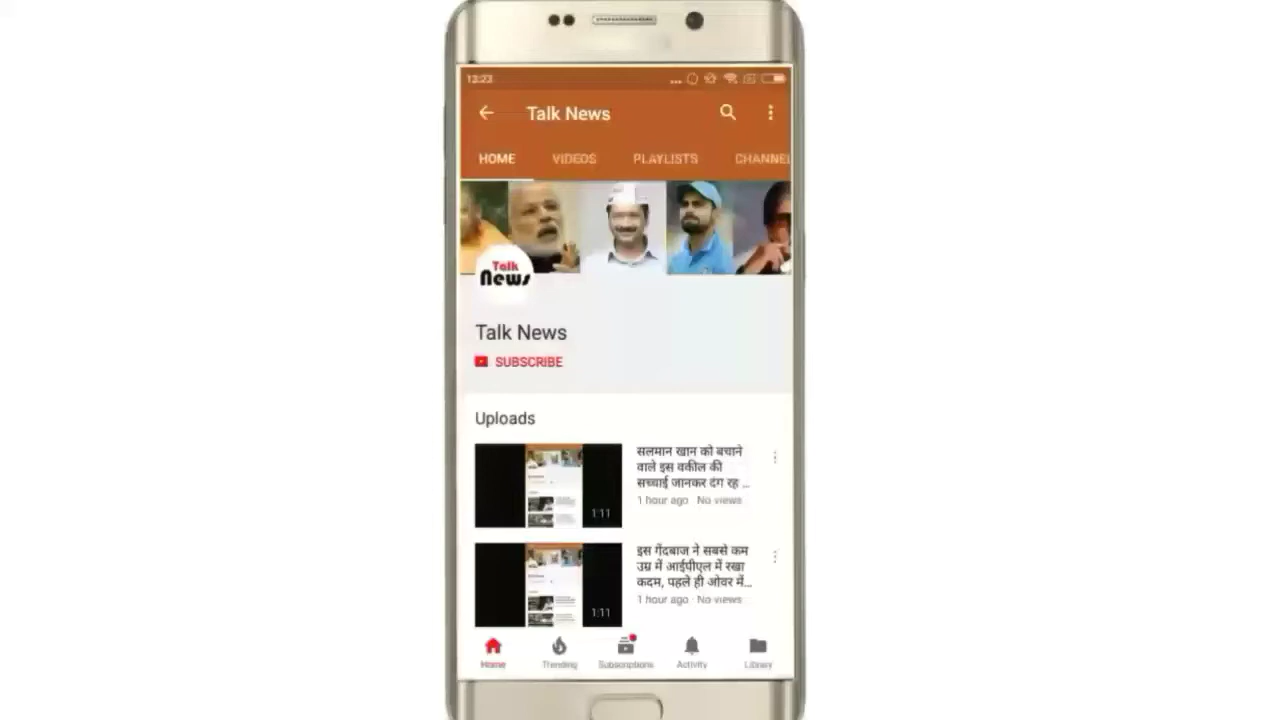 12:23
Talk News
HOME VIDEOS PLAYLISTS CHANNEL
Talk
News
Talk News
SUBSCRIBE
Uploads
सलमान खान को बचाने
वाले इस वकील की
सच्चाई जानकर दंग रह ...
1 hour ago · No views
1:11
इस गेंदबाज ने सबसे कम
उम्र में आईपीएल में रखा
कदम, पहले ही ओवर में...
1 hour ago · No views
1:11
Home Trending Subscriptions Activity Library